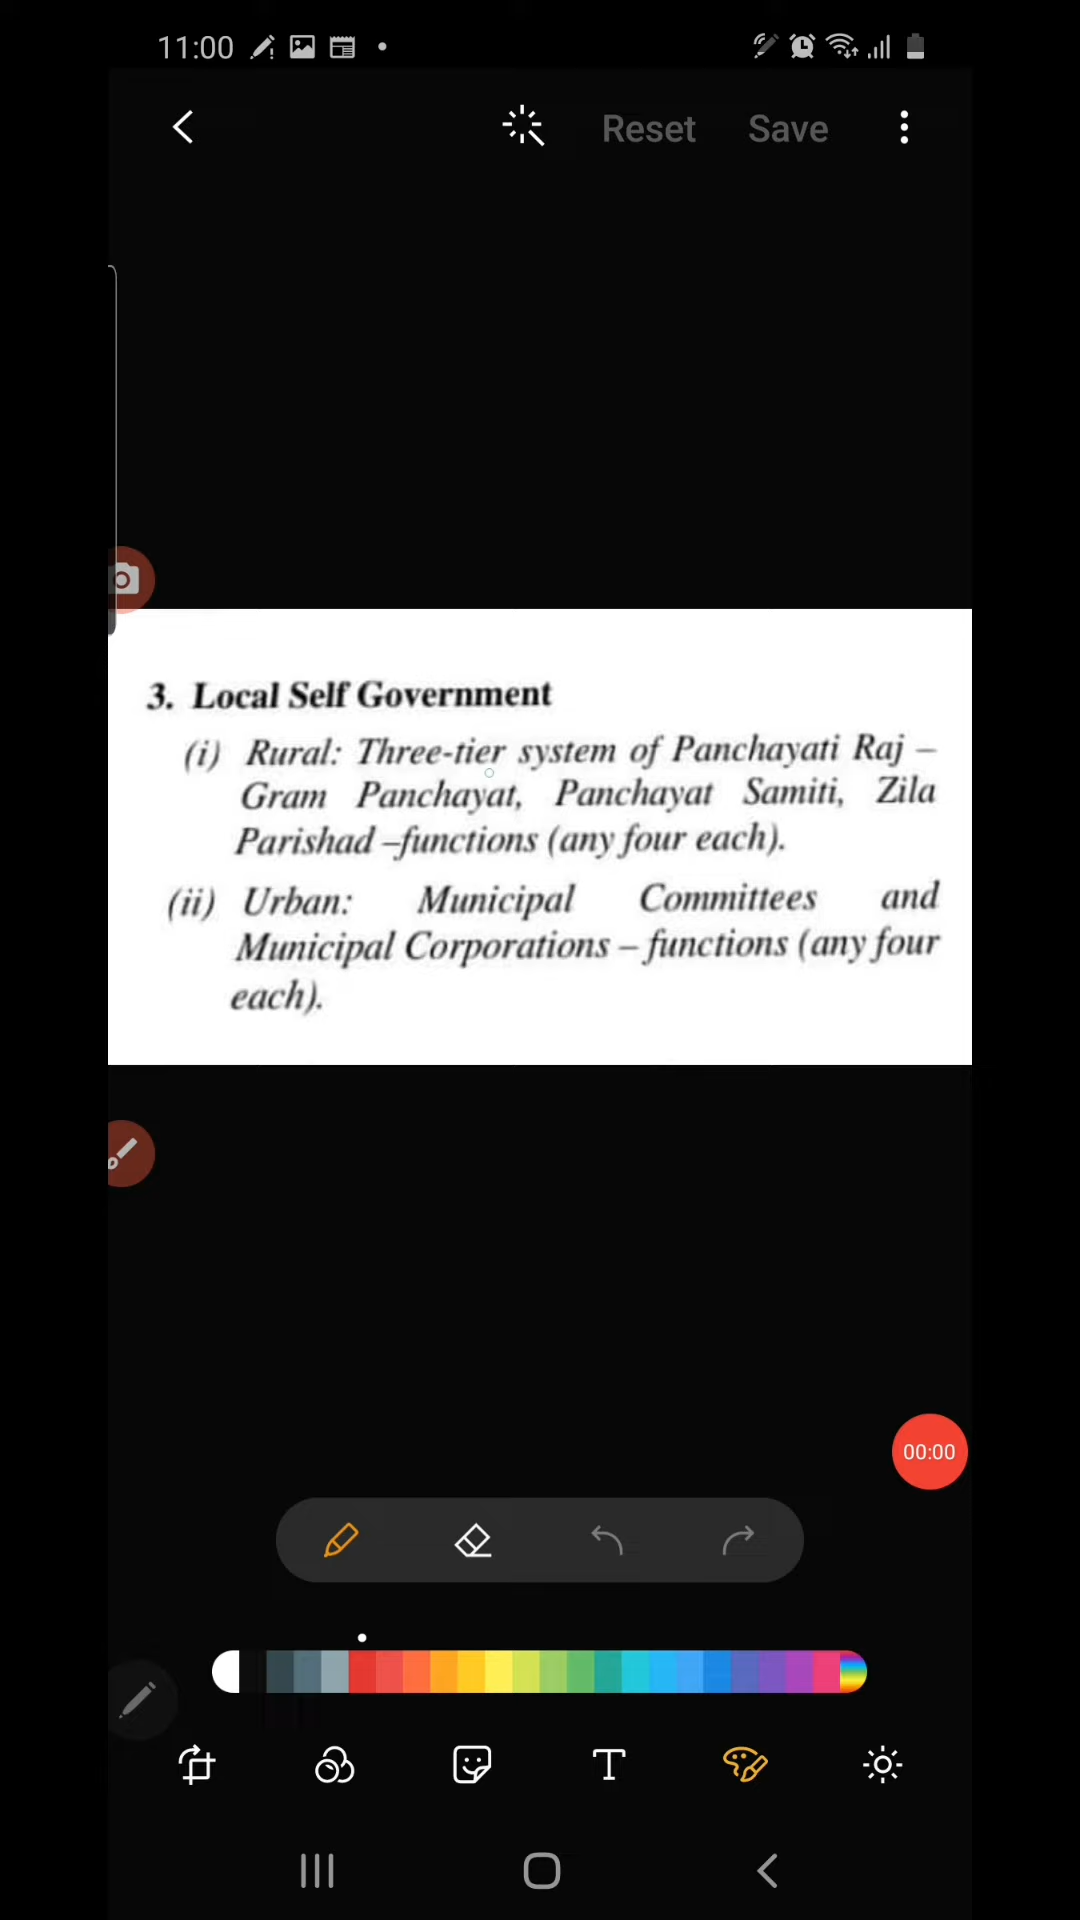 11:00
Reset Save
3. Local Self Government
(i) Rural: Three-tier system of Panchayati Raj –
Gram Panchayat, Panchayat Samiti, Zila
Parishad –functions (any four each).
(ii) Urban: Municipal Committees and
Municipal Corporations – functions (any four
each).
00:00
T